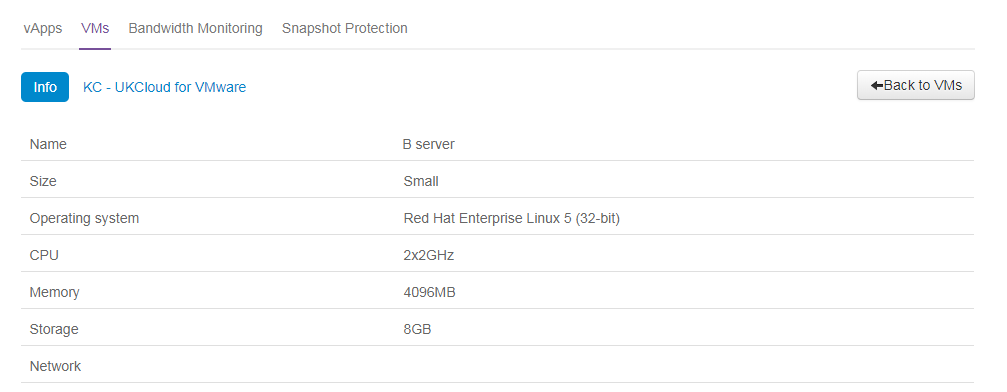 vApps VMs Bandwidth Monitoring Snapshot Protection
Info KC - UKCloud for VMware Back to VMs
Name B server
Size Small
Operating system Red Hat Enterprise Linux 5 (32-bit)
CPU 2x2GHz
Memory 4096MB
Storage 8GB
Network